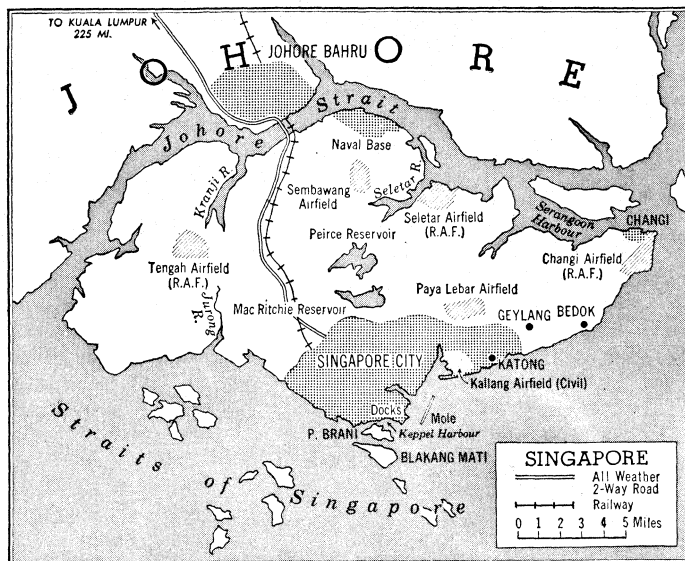 TO KUALA LUMPUR
225 MI.
JOHORE
JOHORE BAHRU
Johore Strait
Naval Base
Kranji R.
Sembawang
Airfield
Seletar R.
Seletar Airfield
(R.A.F.)
Serangoon
Harbour
CHANGI
Changi Airfield
(R.A.F.)
Peirce Reservoir
Tengah Airfield
(R.A.F.)
Jurong
R.
Mac Ritchie Reservoir
Paya Lebar Airfield
GEYLANG
BEDOK
SINGAPORE CITY
KATONG
Kallang Airfield (Civil)
Docks
Mole
P. BRANI
Keppel Harbour
BLAKANG MATI
Straits of Singapore
SINGAPORE
All Weather
2-Way Road
Railway
0 1 2 3 4 5 Miles